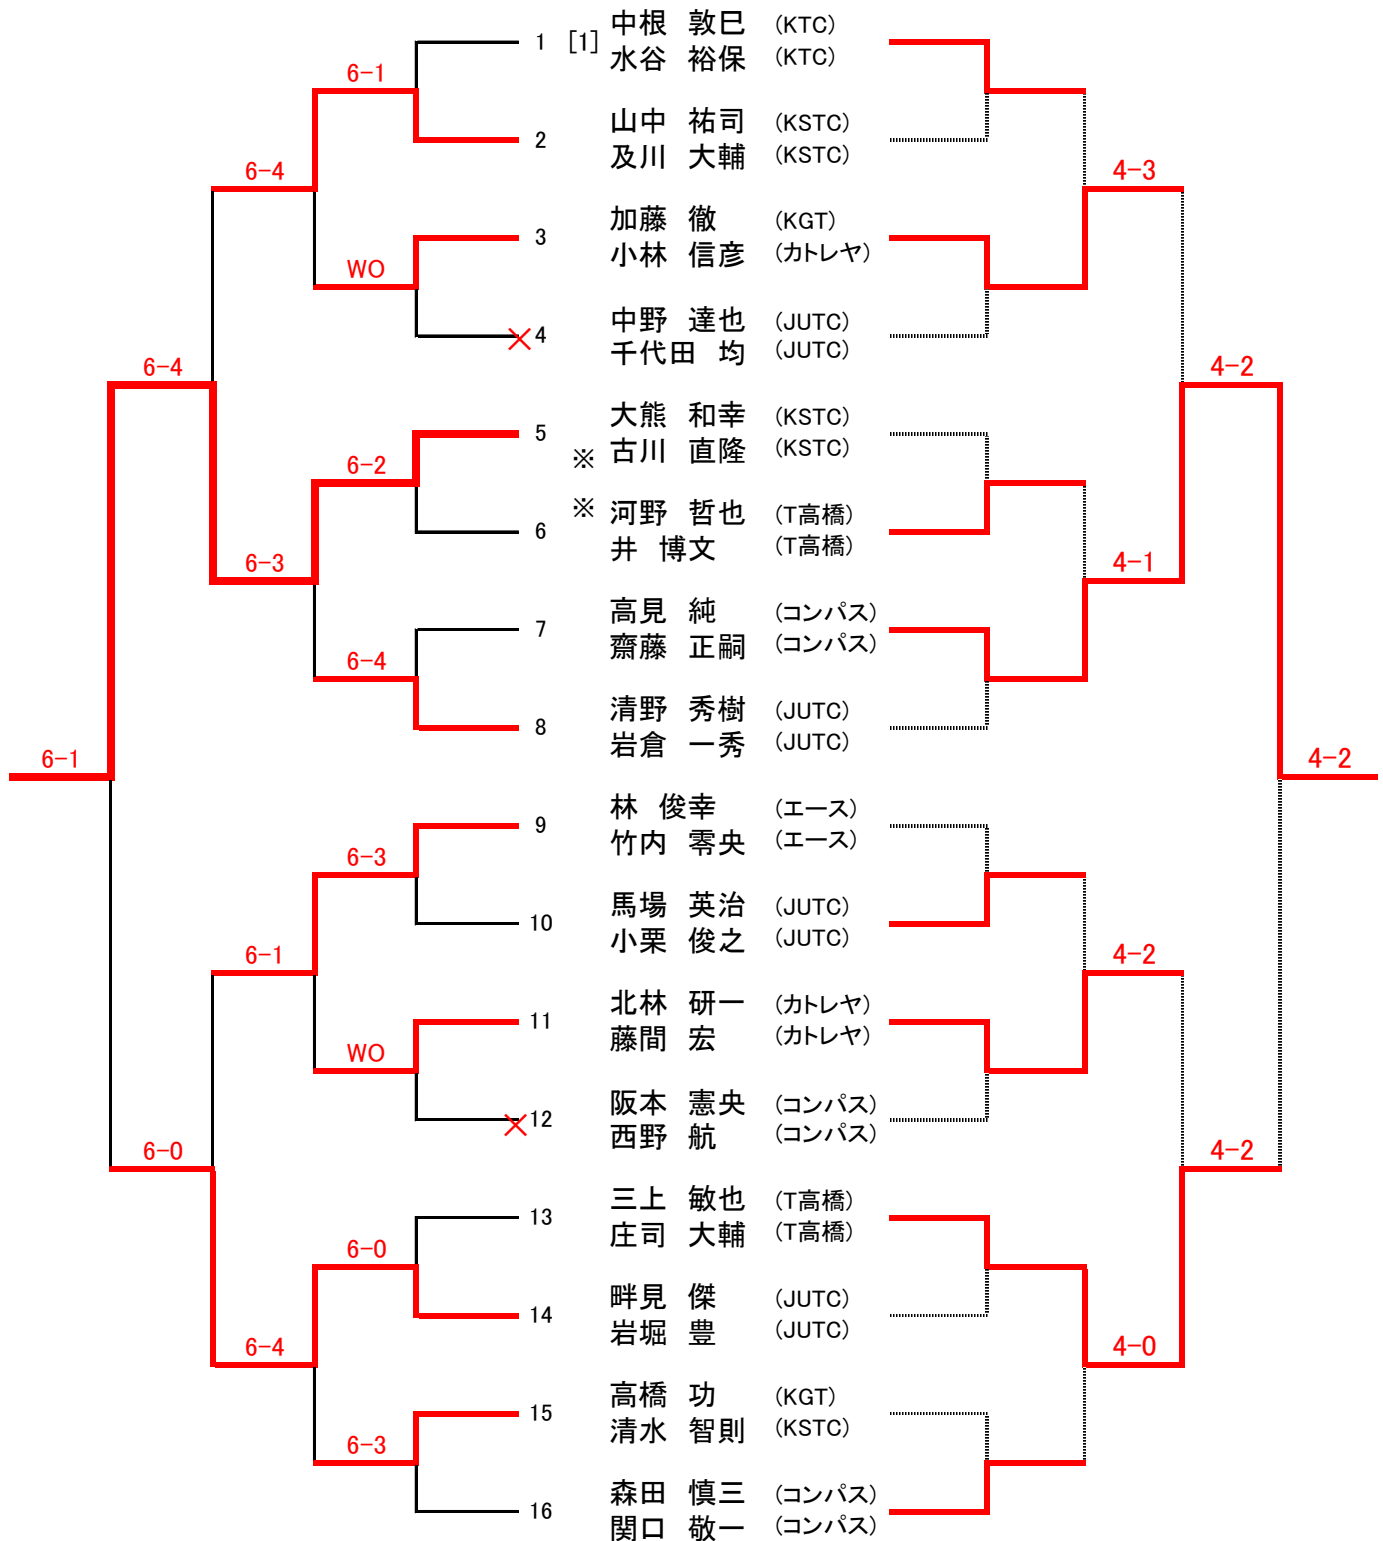 1 [1] 中根 敦巳 (KTC)
水谷 裕保 (KTC)
6-1
2 山中 祐司 (KSTC)
及川 大輔 (KSTC)
6-4 4-3
3 加藤 徹 (KGT)
小林 信彦 (カトレヤ)
WO
4 中野 達也 (JUTC)
千代田 均 (JUTC)
6-4 4-2
5 大熊 和幸 (KSTC)
※ 古川 直隆 (KSTC)
6-2
6 ※ 河野 哲也 (T高橋)
井 博文 (T高橋)
6-3 4-1
7 高見 純 (コンパス)
齋藤 正嗣 (コンパス)
6-4
8 清野 秀樹 (JUTC)
岩倉 一秀 (JUTC)
6-1 4-2
9 林 俊幸 (エース)
竹内 零央 (エース)
6-3
10 馬場 英治 (JUTC)
小栗 俊之 (JUTC)
6-1 4-2
11 北林 研一 (カトレヤ)
藤間 宏 (カトレヤ)
WO
12 阪本 憲央 (コンパス)
西野 航 (コンパス)
6-0 4-2
13 三上 敏也 (T高橋)
庄司 大輔 (T高橋)
6-0
14 畔見 傑 (JUTC)
岩堀 豊 (JUTC)
6-4 4-0
15 高橋 功 (KGT)
清水 智則 (KSTC)
6-3
16 森田 慎三 (コンパス)
関口 敬一 (コンパス)